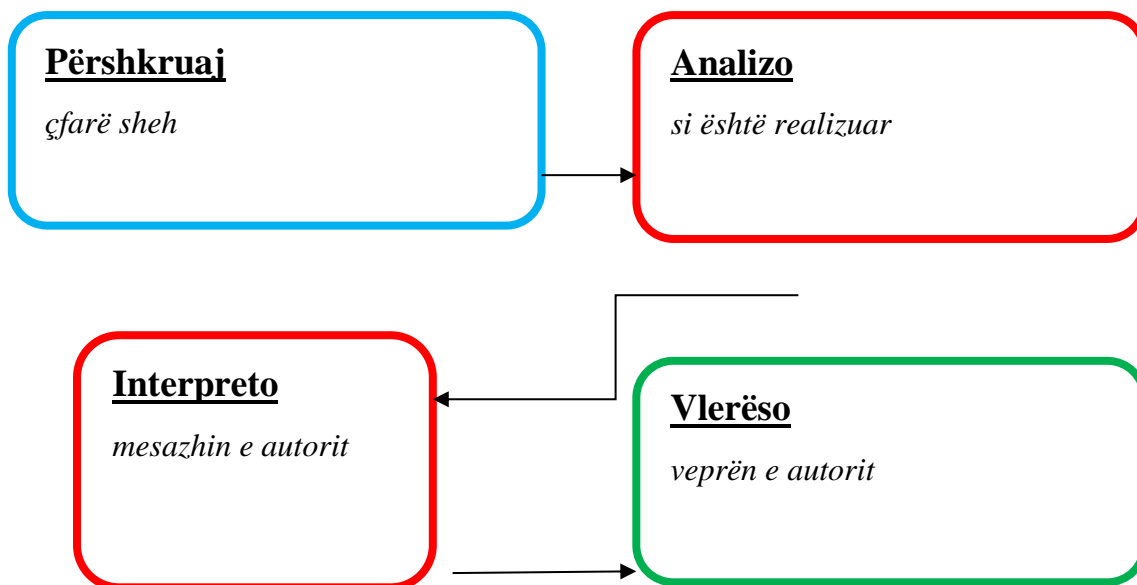 Përshkruaj
çfarë sheh
Analizo
si është realizuar
Interpreto
mesazhin e autorit
Vlerëso
veprën e autorit